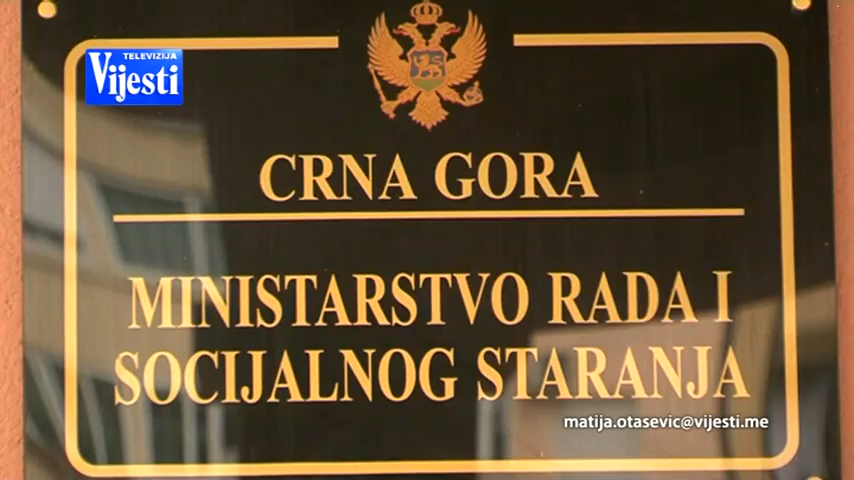 TELEVIZIJA
Vijesti
CRNA GORA
MINISTARSTVO RADA I
SOCIJALNOG STARANJA
matija.otasevic@vijesti.me